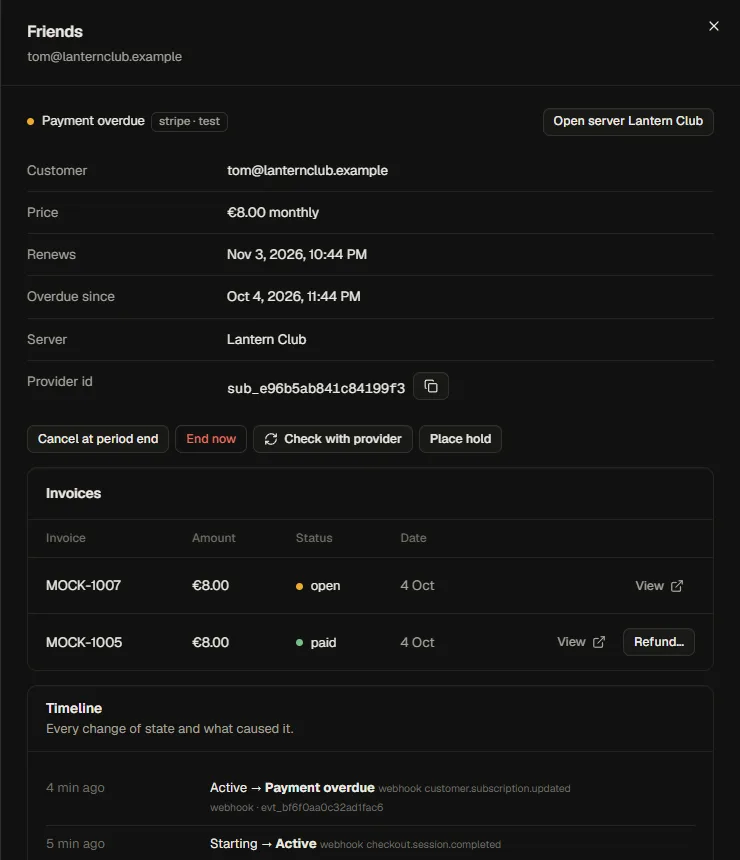 Friends
tom@lanternclub.example
Payment overdue stripe · test Open server Lantern Club
Customer tom@lanternclub.example
Price €8.00 monthly
Renews Nov 3, 2026, 10:44 PM
Overdue since Oct 4, 2026, 11:44 PM
Server Lantern Club
Provider id sub_e96b5ab841c84199f3
Cancel at period end End now Check with provider Place hold
Invoices
Invoice Amount Status Date
MOCK-1007 €8.00 open 4 Oct View
MOCK-1005 €8.00 paid 4 Oct View Refund...
Timeline
Every change of state and what caused it.
4 min ago Active → Payment overdue webhook customer.subscription.updated
webhook · evt_bf6f0aa0c32ad1fac6
5 min ago Starting → Active webhook checkout.session.completed